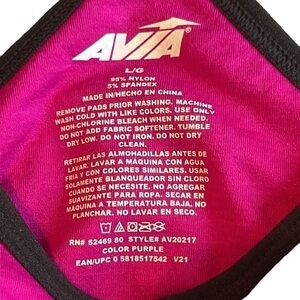 AVIA
L/G
95% NYLON
5% SPANDEX
MADE IN/HECHO EN CHINA
REMOVE PADS PRIOR WASHING. MACHINE
WASH COLD WITH LIKE COLORS. USE ONLY
NON-CHLORINE BLEACH WHEN NEEDED.
DO NOT ADD FABRIC SOFTENER. TUMBLE
DRY LOW. DO NOT IRON. DO NOT DRY
CLEAN.
RETIRAR LAS ALMOHADILLAS ANTES DE
LAVAR. LAVAR A MÁQUINA CON AGUA
FRIA Y CON COLORES SIMILARES. USAR
SOLAMENTE BLANQUEADOR SIN CLORO
CUANDO SE NECESITE. NO AGREGAR
SUAVIZANTE PARA ROPA. SECAR EN
MÁQUINA A TEMPERATURA BAJA. NO
PLANCHAR. NO LAVAR EN SECO.
RN# 52469 80 STYLE# AV20217
COLOR PURPLE
EAN/UPC 0 5818517542 V21